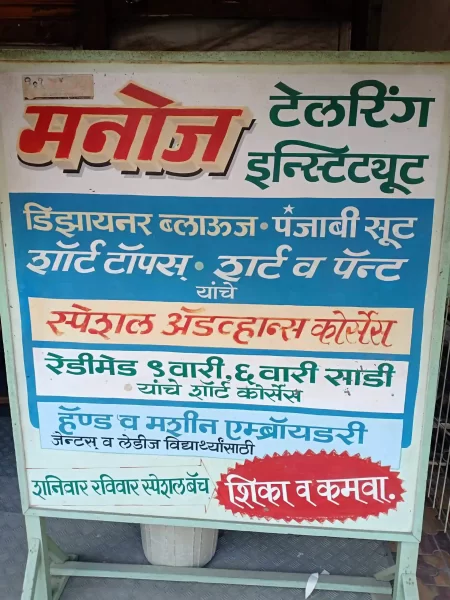 मनोज
टेलरिंग
इन्स्टिट्यूट
डिझायनर ब्लाऊज • पंजाबी सूट
शॉर्ट टॉपस् • शर्ट व पॅन्ट
यांचे
स्पेशल ॲडव्हान्स कोर्सेस
रेडीमेड ९ वारी. ६ वारी साडी
यांचे शॉर्ट कोर्सेस
हॅण्ड व मशीन एम्ब्रॉयडरी
जेन्टस् व लेडीज विद्यार्थ्यांसाठी
शनिवार रविवार स्पेशल बॅच
शिका व कमवा.